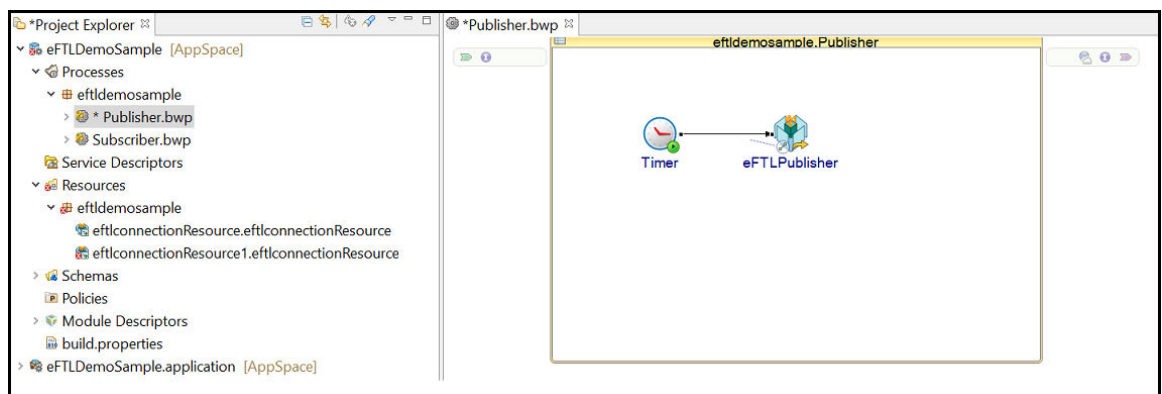 *Project Explorer
eFTLDemoSample [AppSpace]
Processes
eftldemosample
* Publisher.bwp
Subscriber.bwp
Service Descriptors
Resources
eftldemosample
eftlconnectionResource.eftlconnectionResource
eftlconnectionResource1.eftlconnectionResource
Schemas
Policies
Module Descriptors
build.properties
eFTLDemoSample.application [AppSpace]
*Publisher.bwp
eftldemosample.Publisher
Timer
eFTLPublisher